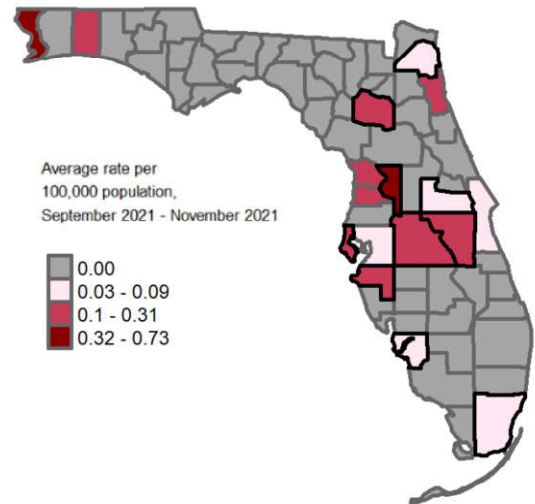 Average rate per
100,000 population,
September 2021 - November 2021
0.00
0.03 - 0.09
0.1 - 0.31
0.32 - 0.73